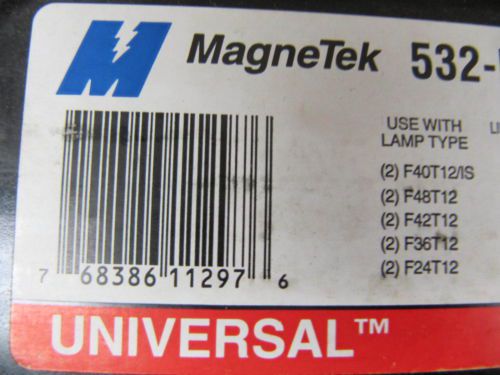 MagneTek 532-
USE WITH
LAMP TYPE
(2) F40T12/IS
(2) F48T12
(2) F42T12
(2) F36T12
(2) F24T12
7 68386 11297 6
UNIVERSAL™